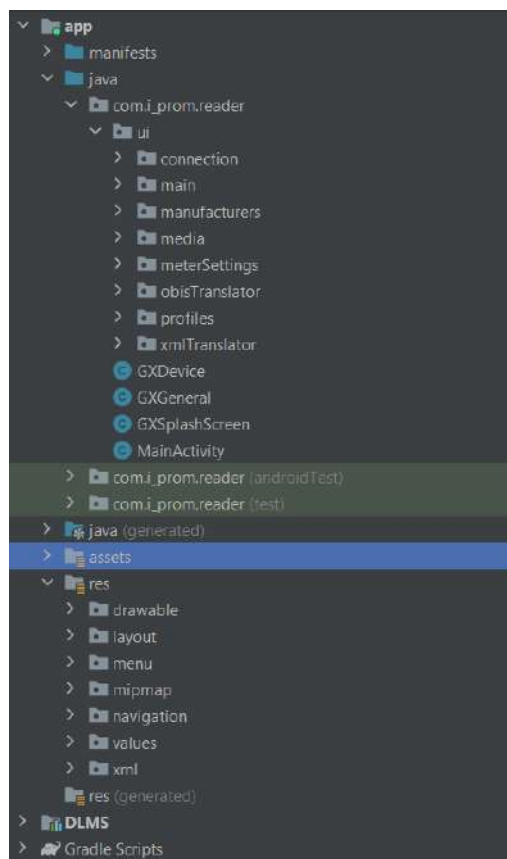 app
manifests
java
com.i_prom.reader
ui
connection
main
manufacturers
media
meterSettings
obisTranslator
profiles
xmlTranslator
GXDevice
GXGeneral
GXSplashScreen
MainActivity
com.i_prom.reader (androidTest)
com.i_prom.reader (test)
java (generated)
assets
res
drawable
layout
menu
mipmap
navigation
values
xml
res (generated)
DLMS
Gradle Scripts